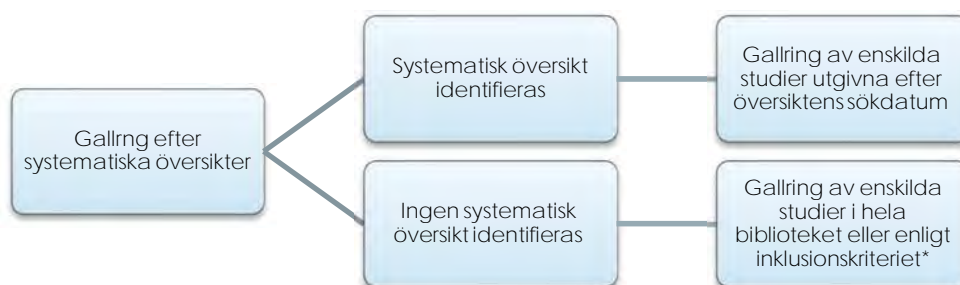 Gallrng efter
systematiska översikter
Systematisk översikt
identifieras
Gallring av enskilda
studier utgivna efter
översiktens sökdatum
Ingen systematisk
översikt identifieras
Gallring av enskilda
studier i hela
biblioteket eller enligt
inklusionskriteriet*